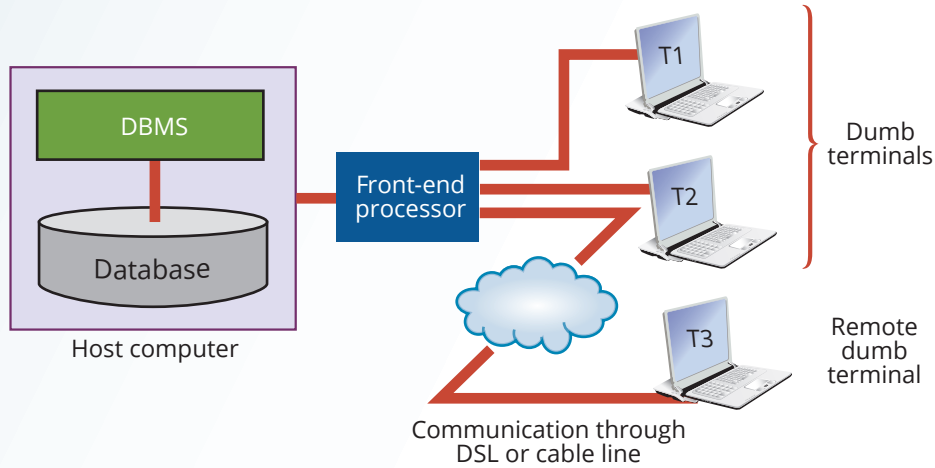 DBMS
Database
Host computer
Front-end
processor
T1
T2
Dumb
terminals
T3
Remote
dumb
terminal
Communication through
DSL or cable line